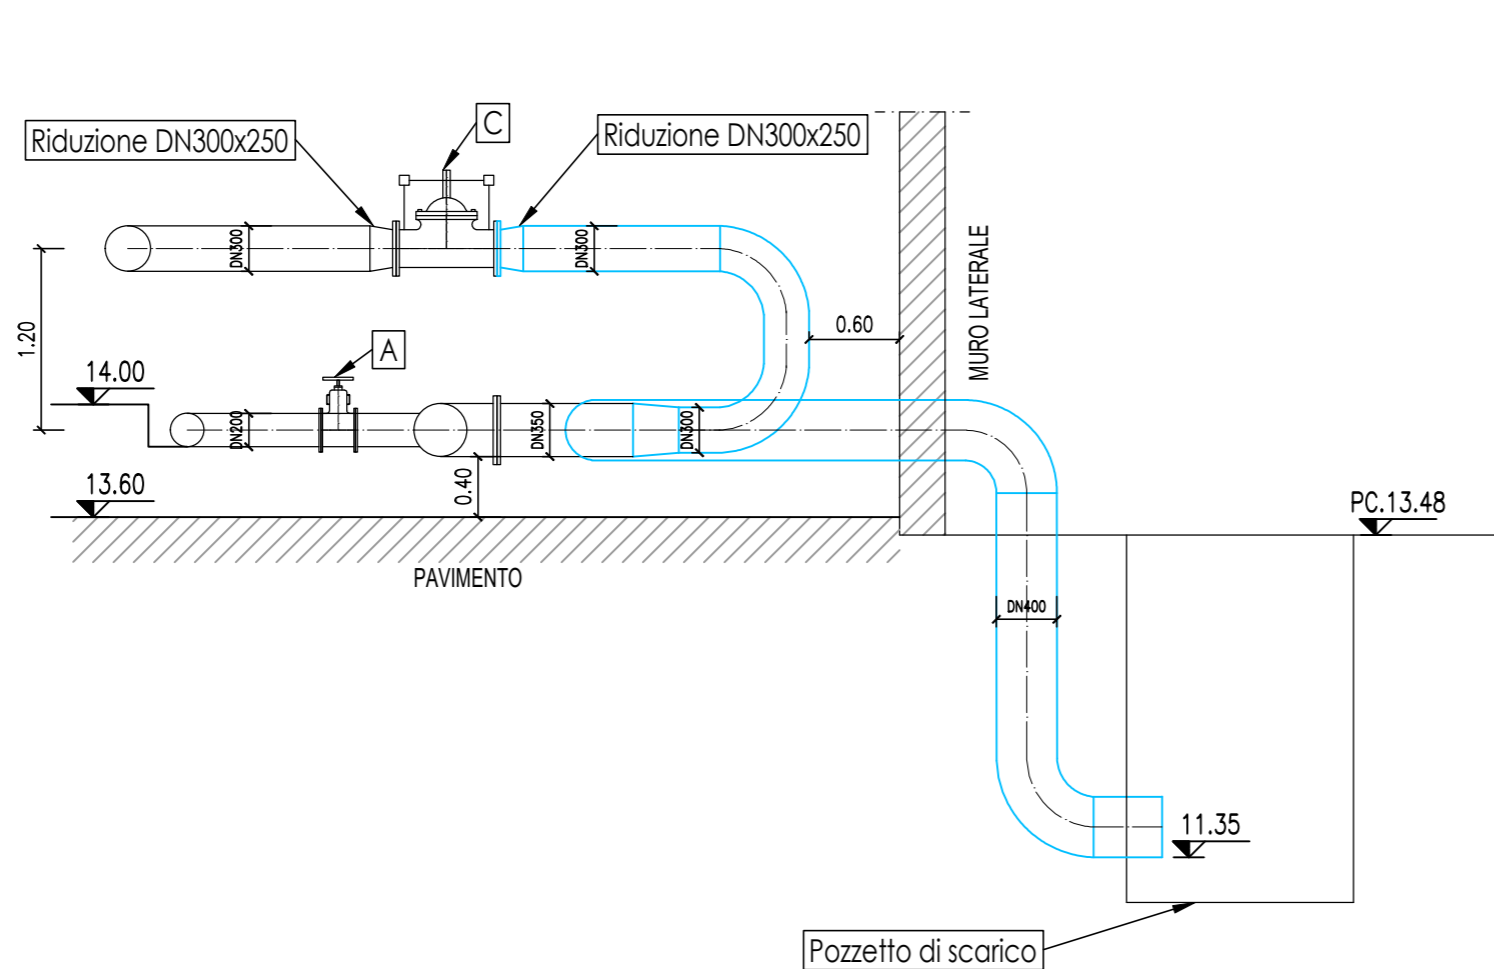 C
Riduzione DN300x250
Riduzione DN300x250
DN300
DN300
MURO LATERALE
1.20
0.60
A
14.00
DN200
DN350
DN300
13.60
0.40
PC.13.48
PAVIMENTO
DN400
11.35
Pozzetto di scarico